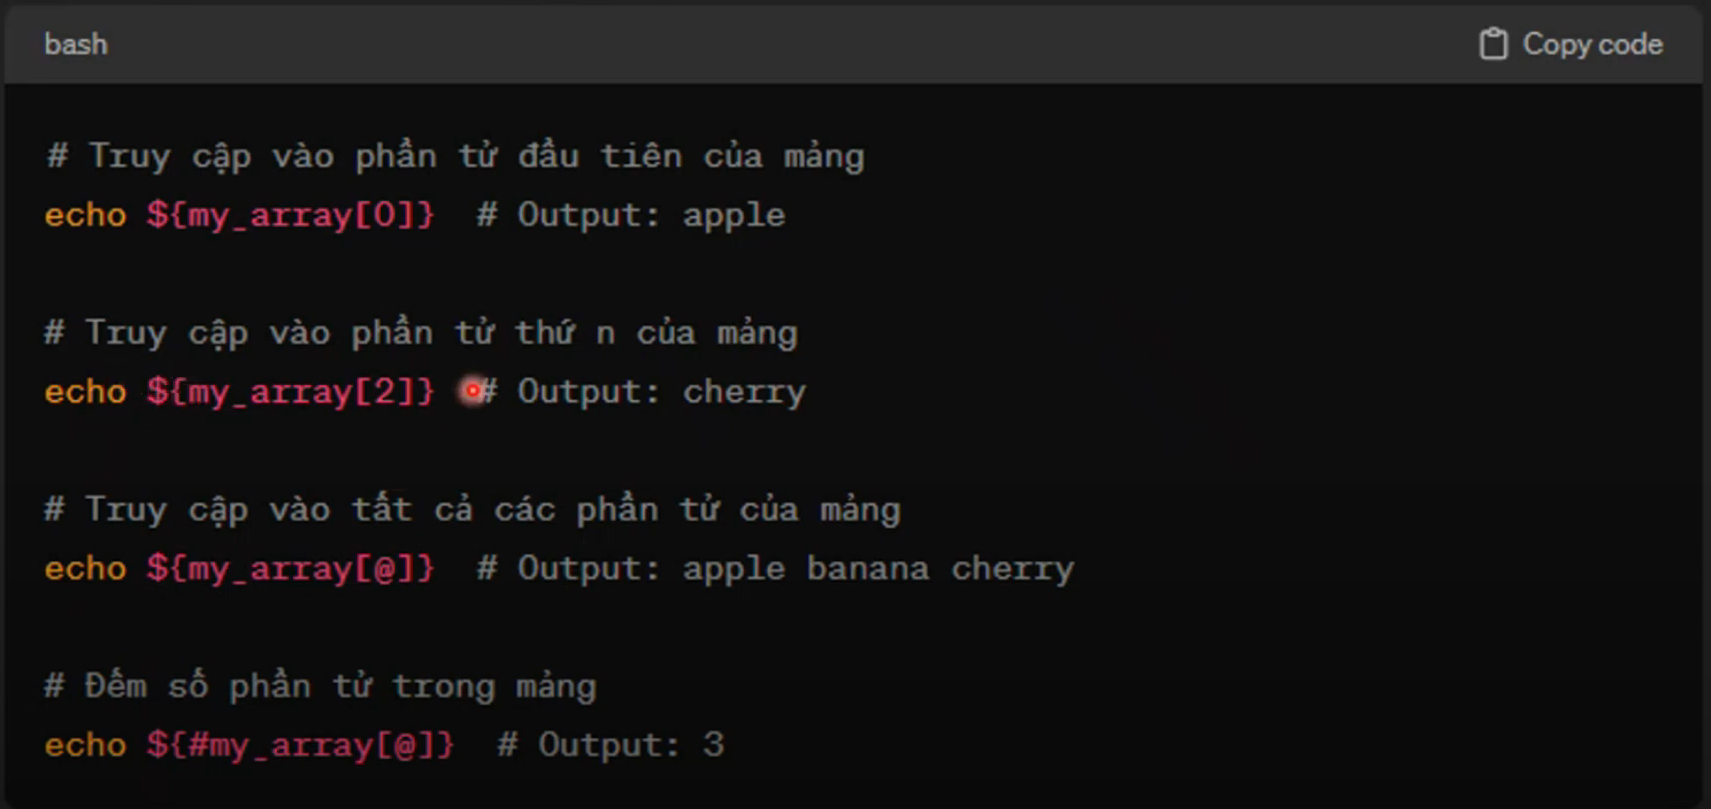 bash
Copy code
# Truy cập vào phần tử đầu tiên của mảng
echo ${my_array[0]}  # Output: apple
# Truy cập vào phần tử thứ n của mảng
echo ${my_array[2]}  # Output: cherry
# Truy cập vào tất cả các phần tử của mảng
echo ${my_array[@]}  # Output: apple banana cherry
# Đếm số phần tử trong mảng
echo ${#my_array[@]}  # Output: 3